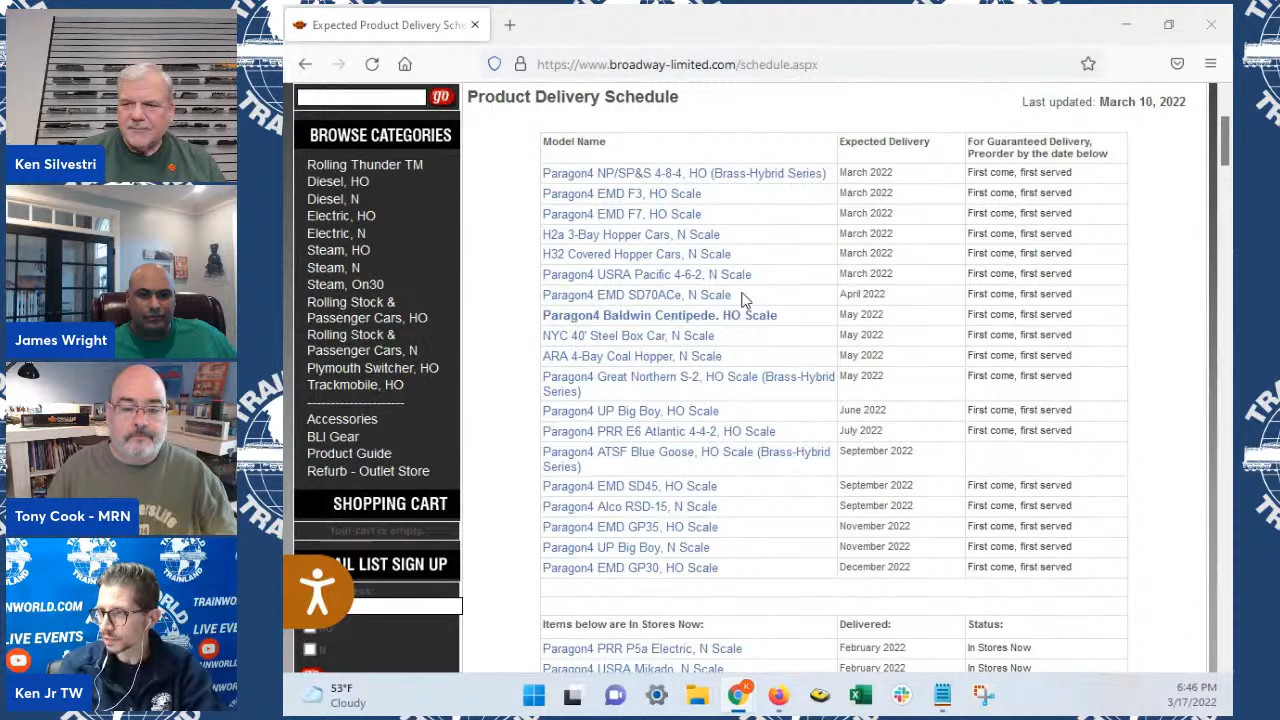 Ken Silvestri
James Wright
Tony Cook - MRN
TRAINWORLD.COM
LIVE EVENTS
Ken Jr TW
Expected Product Delivery Sche
https://www.broadway-limited.com/schedule.aspx
go
BROWSE CATEGORIES
Rolling Thunder TM
Diesel, HO
Diesel, N
Electric, HO
Electric, N
Steam, HO
Steam, N
Steam, On30
Rolling Stock &
Passenger Cars, HO
Rolling Stock &
Passenger Cars, N
Plymouth Switcher, HO
Trackmobile, HO
--------------------
Accessories
BLI Gear
Product Guide
Refurb - Outlet Store
SHOPPING CART
Your cart is empty.
AIL LIST SIGN UP
N
Product Delivery Schedule
Last updated: March 10, 2022
Model Name Expected Delivery For Guaranteed Delivery,
Preorder by the date below
Paragon4 NP/SP&S 4-8-4, HO (Brass-Hybrid Series) March 2022 First come, first served
Paragon4 EMD F3, HO Scale March 2022 First come, first served
Paragon4 EMD F7, HO Scale March 2022 First come, first served
H2a 3-Bay Hopper Cars, N Scale March 2022 First come, first served
H32 Covered Hopper Cars, N Scale March 2022 First come, first served
Paragon4 USRA Pacific 4-6-2, N Scale March 2022 First come, first served
Paragon4 EMD SD70ACe, N Scale April 2022 First come, first served
Paragon4 Baldwin Centipede. HO Scale May 2022 First come, first served
NYC 40' Steel Box Car, N Scale May 2022 First come, first served
ARA 4-Bay Coal Hopper, N Scale May 2022 First come, first served
Paragon4 Great Northern S-2, HO Scale (Brass-Hybrid May 2022 First come, first served
Series)
Paragon4 UP Big Boy, HO Scale June 2022 First come, first served
Paragon4 PRR E6 Atlantic 4-4-2, HO Scale July 2022 First come, first served
Paragon4 ATSF Blue Goose, HO Scale (Brass-Hybrid September 2022
Series)
Paragon4 EMD SD45, HO Scale September 2022 First come, first served
Paragon4 Alco RSD-15, N Scale September 2022 First come, first served
Paragon4 EMD GP35, HO Scale November 2022 First come, first served
Paragon4 UP Big Boy, N Scale November 2022 First come, first served
Paragon4 EMD GP30, HO Scale December 2022 First come, first served
Items below are In Stores Now: Delivered: Status:
Paragon4 PRR P5a Electric, N Scale February 2022 In Stores Now
Paragon4 USRA Mikado, N Scale February 2022 In Stores Now
53°F
Cloudy
6:46 PM
3/17/2022